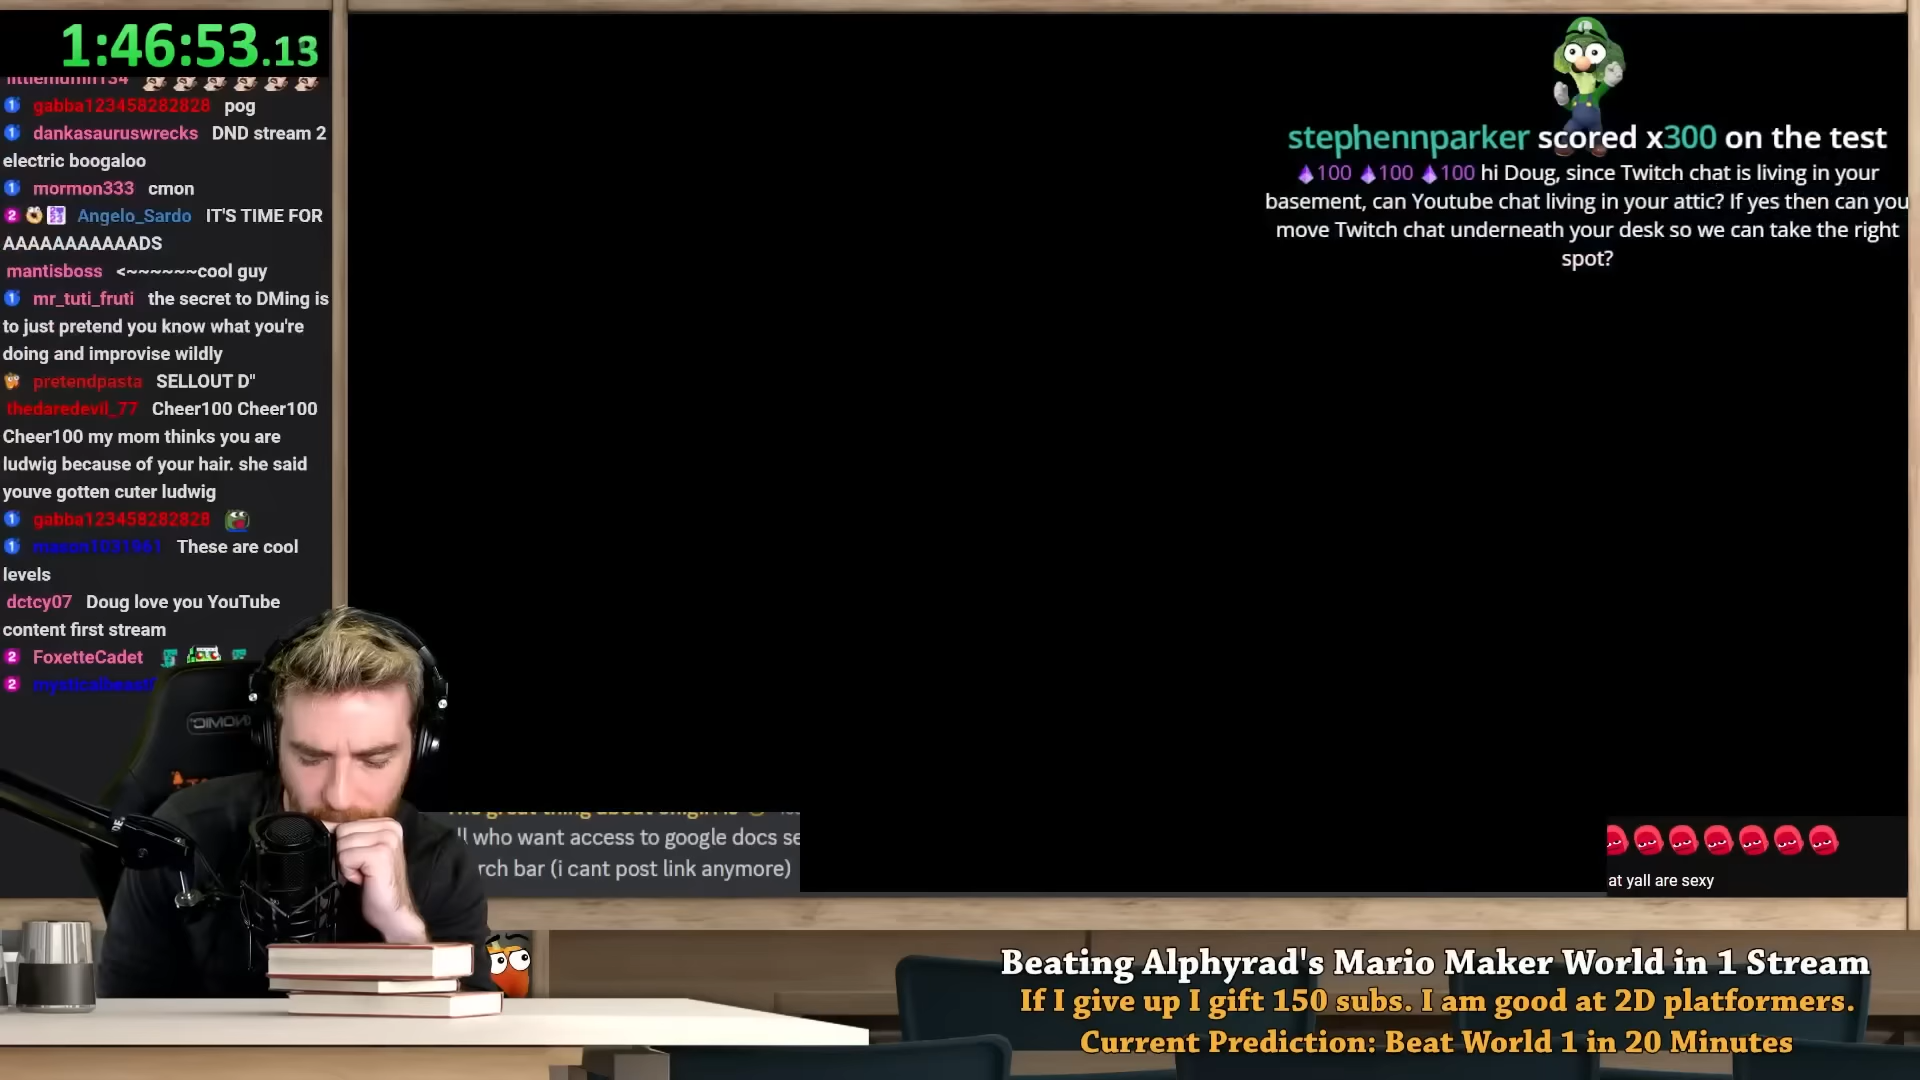 1:46:53.13
littlemumin134
gabba123458282828 pog
dankasauruswrecks DND stream 2
electric boogaloo
mormon333 cmon
Angelo_Sardo IT'S TIME FOR
AAAAAAAAAAADS
mantisboss <~~~~~~cool guy
mr_tuti_fruti the secret to DMing is
to just pretend you know what you're
doing and improvise wildly
pretendpasta SELLOUT D"
thedaredevil_77 Cheer100 Cheer100
Cheer100 my mom thinks you are
ludwig because of your hair. she said
youve gotten cuter ludwig
gabba123458282828
These are cool
levels
dctcy07 Doug love you YouTube
content first stream
FoxetteCadet
stephennparker scored x300 on the test
100 100 100 hi Doug, since Twitch chat is living in your
basement, can Youtube chat living in your attic? If yes then can you
move Twitch chat underneath your desk so we can take the right
spot?
who want access to google docs se
rch bar (i cant post link anymore)
at yall are sexy
Beating Alphyrad's Mario Maker World in 1 Stream
If I give up I gift 150 subs. I am good at 2D platformers.
Current Prediction: Beat World 1 in 20 Minutes